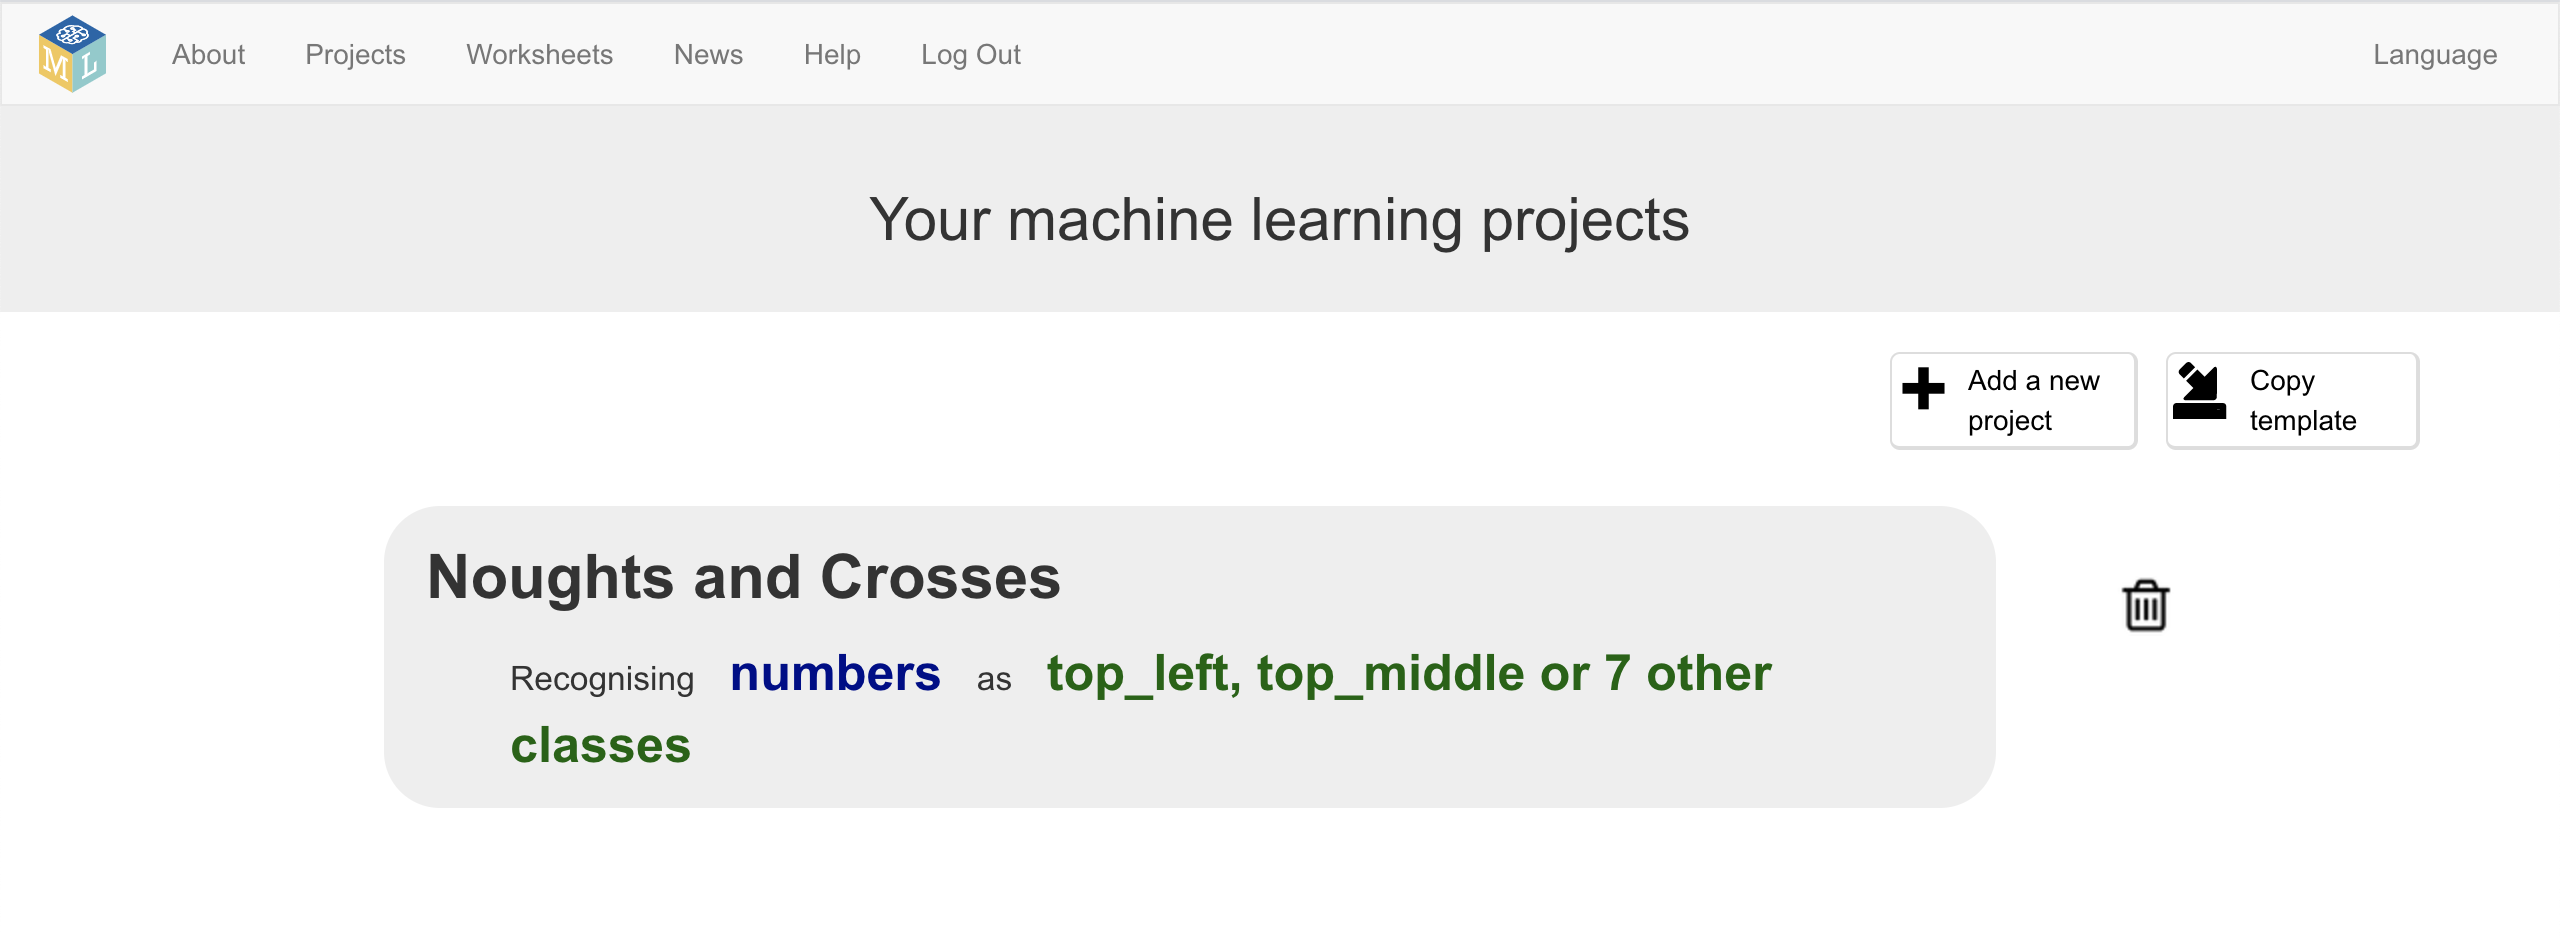 M L
About Projects Worksheets News Help Log Out Language
Your machine learning projects
Add a new
project
Copy
template
Noughts and Crosses
Recognising numbers as top_left, top_middle or 7 other
classes